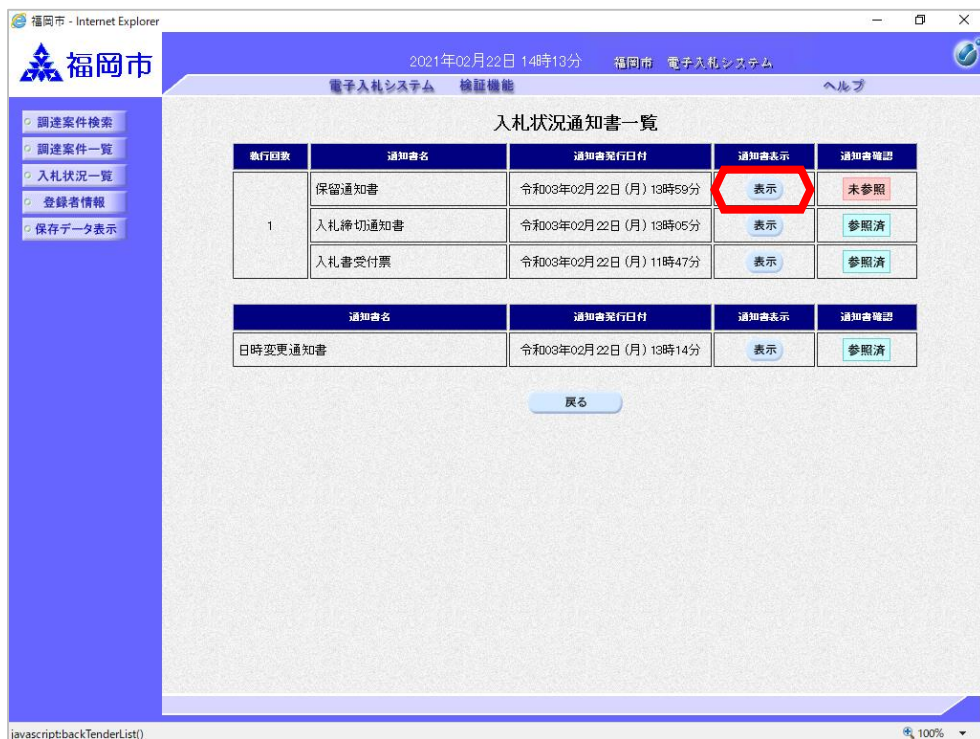 福岡市 - Internet Explorer
福岡市
2021年02月22日 14時13分 福岡市 電子入札システム
電子入札システム 検証機能 ヘルプ
調達案件検索
調達案件一覧
入札状況一覧
登録者情報
保存データ表示
入札状況通知書一覧
執行回数 通知書名 通知書発行日付 通知書表示 通知書確認
1
保留通知書 令和03年02月22日 (月) 13時59分 表示 未参照
入札締切通知書 令和03年02月22日 (月) 13時05分 表示 参照済
入札書受付票 令和03年02月22日 (月) 11時47分 表示 参照済
通知書名 通知書発行日付 通知書表示 通知書確認
日時変更通知書 令和03年02月22日 (月) 13時14分 表示 参照済
戻る
javascript:backTenderList() 100%